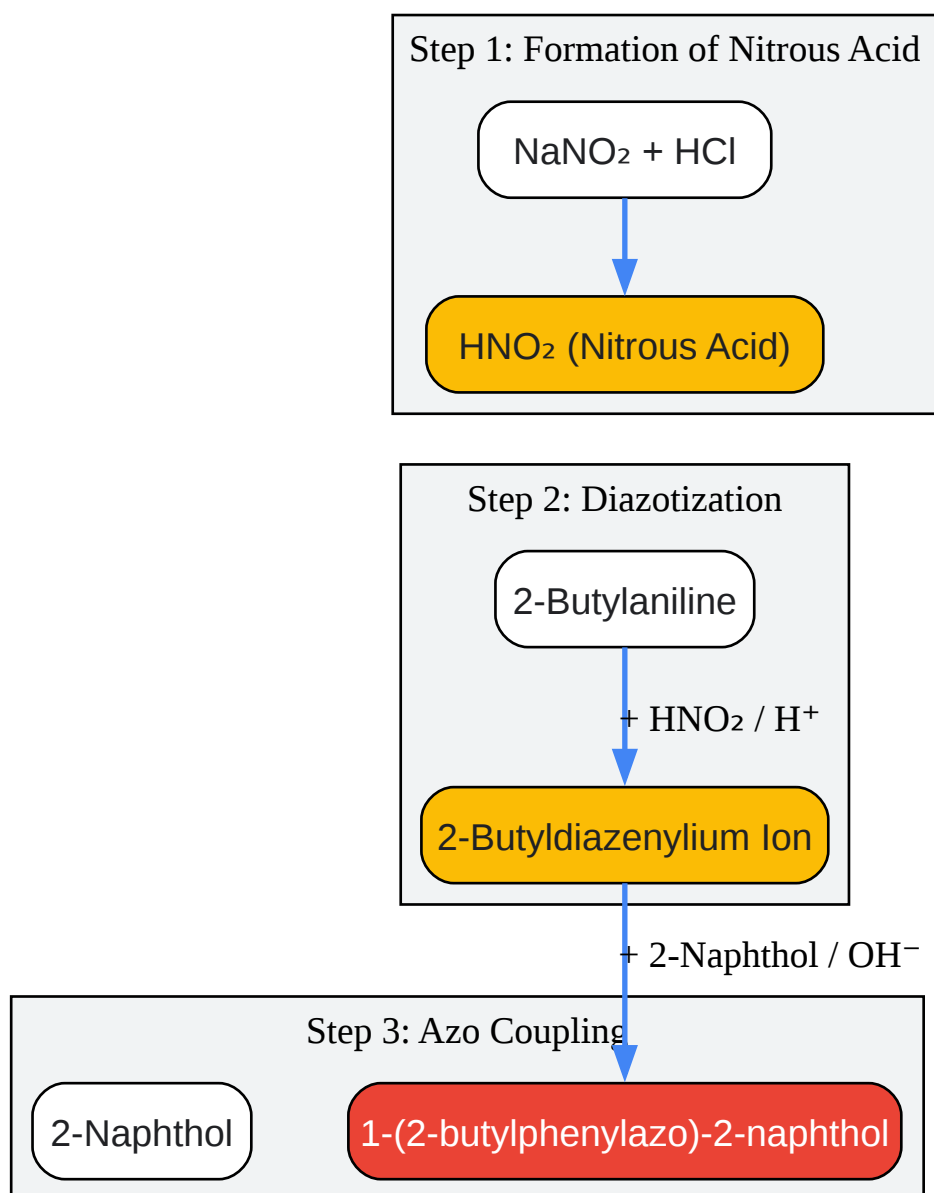 Step 1: Formation of Nitrous Acid
NaNO₂ + HCl
HNO₂ (Nitrous Acid)
Step 2: Diazotization
2-Butylaniline
+ HNO₂ / H⁺
2-Butyldiazenylium Ion
+ 2-Naphthol / OH⁻
Step 3: Azo Coupling
2-Naphthol
1-(2-butylphenylazo)-2-naphthol